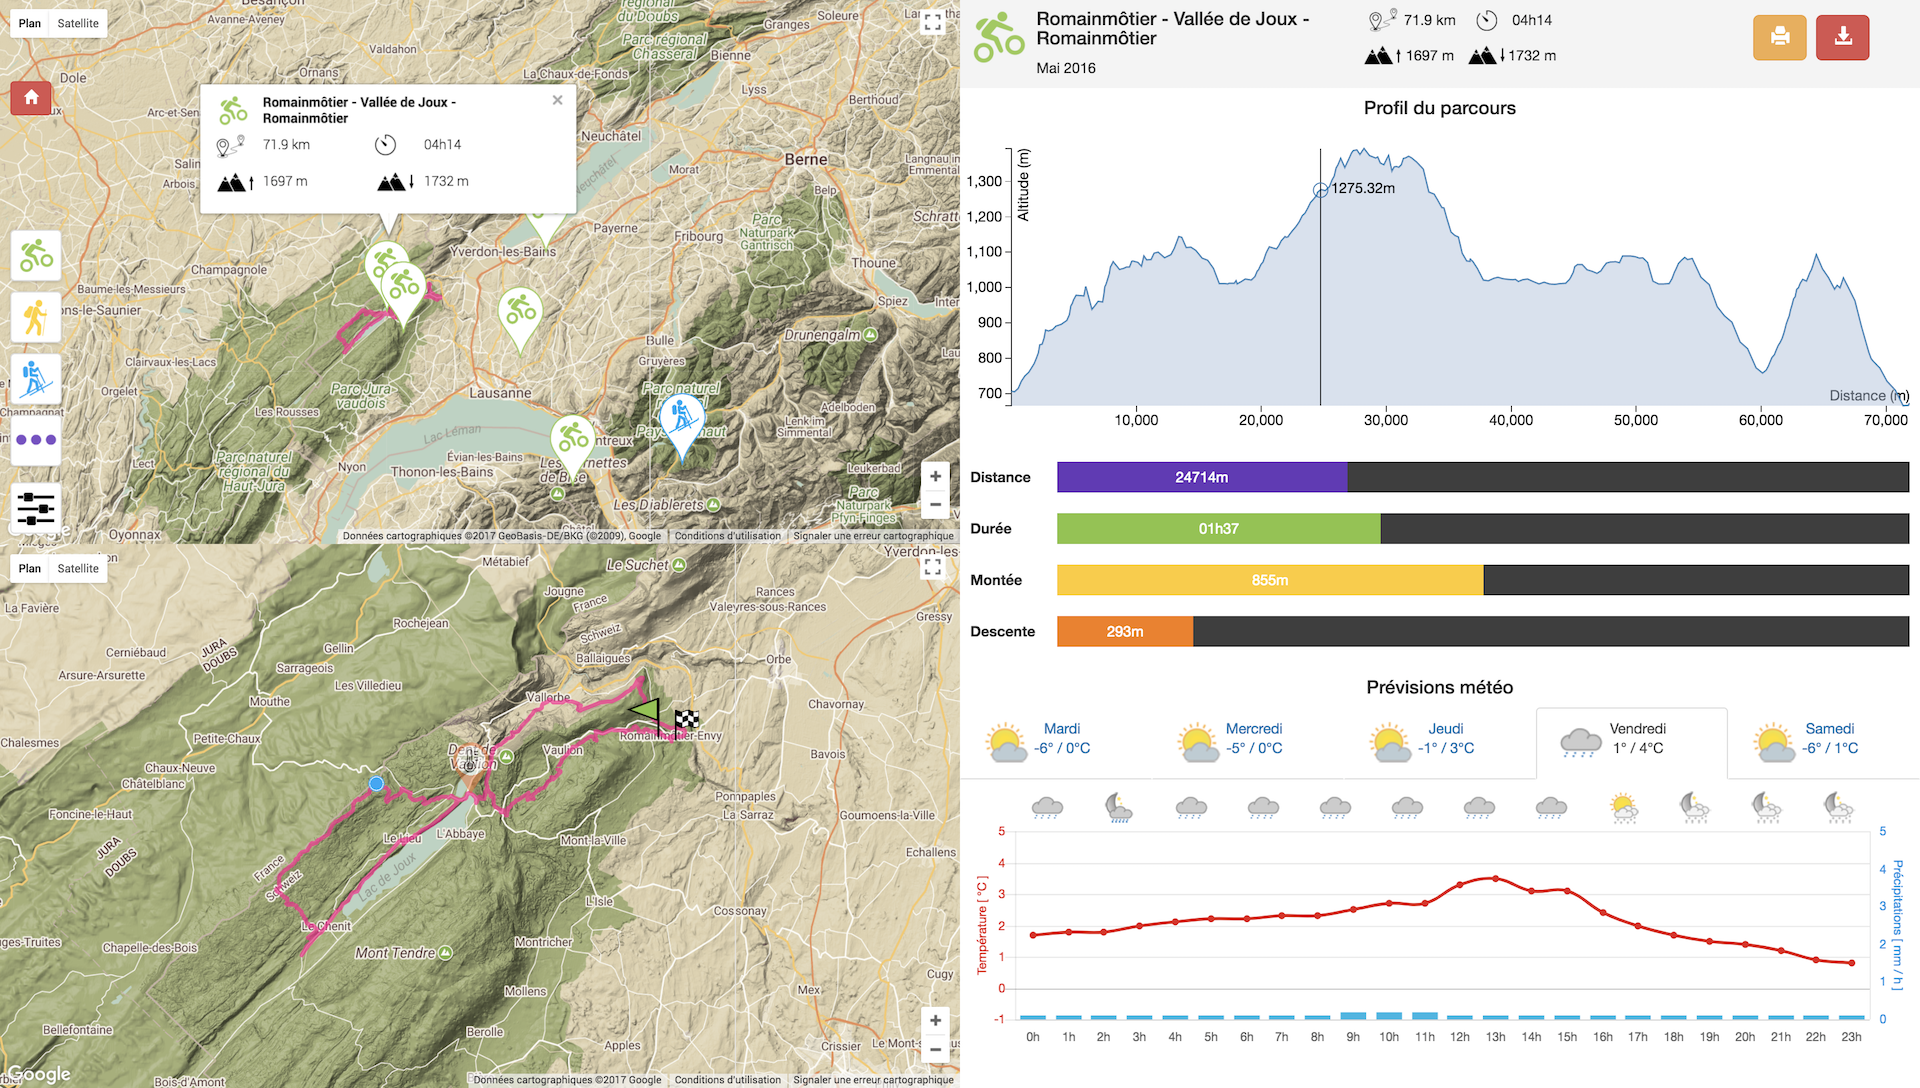 Plan
Satellite
Besançon
régional
du Doubs
Soleure
Granges
Avanne-Aveney
Valdahon
Parc régional
Chasseral
Bienne
Dole
Ornans
La Chaux-de-Fonds
Lyss
Berthoud
Arc-et-Sen
Romainmôtier - Vallée de Joux -
Romainmôtier
71.9 km
04h14
1697 m
1732 m
Neuchâtel
Neuchâtel
Berne
Langnau im
Emmental
Salin
Arbois
Morat
Belp
Schratt
Payerne
Fribourg
Parc
Naturpark
Gantrisch
Yverdon-les-Bains
Thoune
Champagnole
Baume-les-Messieurs
ons-le-Saunier
Spiez
Inter
Drunengalm
Bulle
Gruyères
Clairvaux-les-Lacs
Orgelet
Parc Jura
vaudois
Lausanne
Parc naturel
Les Rousses
Champagnat
Adelboden
Lenk im
Simmental
Lac Léman
Montreux
Évian-les-Bains
Les Cornettes
de Bise
Lect
Parc naturel
régional du
Haut-Jura
Nyon
Thonon-les-Bains
Leukerbad
Parc
Naturpark
Pfyn-Finges
Les Diablerets
Oyonnax
Châtel
Données cartographiques ©2017 GeoBasis-DE/BKG (©2009), Google
Conditions d'utilisation
Signaler une erreur cartographique
Plan
Satellite
Métabief
Le Suchet
Yverdon-les-
Jougne
France
Schweiz
Rances
Valeyres-sous-Rances
La Favière
Gressy
Rochejean
Cerniébaud
JURA
DOUBS
Gellin
Ballaigues
Orbe
Arsure-Arsurette
Sarrageois
Les Villedieu
Mouthe
Vallorbe
Chavornay
Petite-Chaux
Chalesmes
Romainmôtier-Envy
Dent de
Vaulion
Vaulion
Bavois
Chaux-Neuve
Châtelblanc
Pompaples
La Sarraz
Foncine-le-Haut
Goumoens-la-Ville
L'Abbaye
Le Lieu
Mont-la-Ville
JURA
DOUBS
Echallens
France
Schweiz
Lac de Joux
L'Isle
Cossonay
Le Chenit
ges-Truites
Chapelle-des-Bois
Mont Tendre
Montricher
Cugy
Mollens
Mex
Bellefontaine
Berolle
Apples
Crissier
Le Mont-s
Google
Bois-d'Amont
Données cartographiques ©2017 Google
Conditions d'utilisation
Signaler une erreur cartographique
Romainmôtier - Vallée de Joux -
Romainmôtier
Mai 2016
71.9 km
04h14
1697 m
1732 m
Profil du parcours
Altitude (m)
1,300
1,200
1,100
1,000
900
800
700
1275.32m
Distance (m)
10,000
20,000
30,000
40,000
50,000
60,000
70,000
Distance
24714m
Durée
01h37
Montée
855m
Descente
293m
Prévisions météo
Mardi
-6° / 0°C
Mercredi
-5° / 0°C
Jeudi
-1° / 3°C
Vendredi
1° / 4°C
Samedi
-6° / 1°C
Température [ °C ]
5
4
3
2
1
0
-1
Précipitations [ mm / h ]
5
4
3
2
1
0
0h
1h
2h
3h
4h
5h
6h
7h
8h
9h
10h
11h
12h
13h
14h
15h
16h
17h
18h
19h
20h
21h
22h
23h